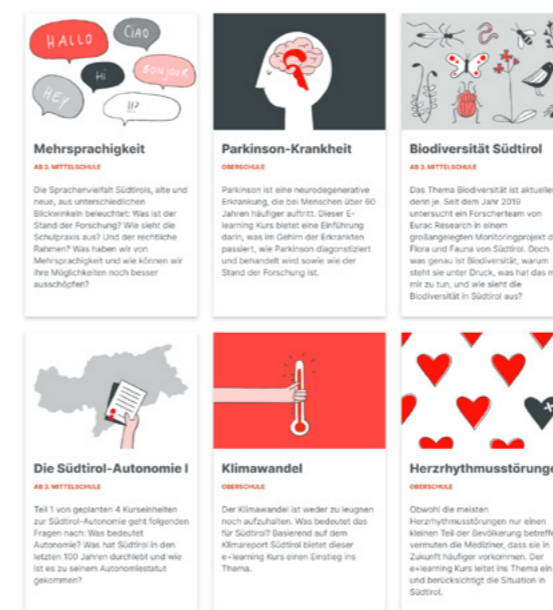 HALLO
CIAO
Hi
BONJOUR
HEY
Mehrsprachigkeit
AB 3. MITTELSCHULE
Die Sprachenvielfalt Südtirols, alte und
neue, aus unterschiedlichen
Blickwinkeln beleuchtet: Was ist der
Stand der Forschung? Wie sieht die
Schulpraxis aus? Und der rechtliche
Rahmen? Was haben wir von
Mehrsprachigkeit und wie können wir
ihre Möglichkeiten noch besser
ausschöpfen?
Parkinson-Krankheit
OBERSCHULE
Parkinson ist eine neurodegenerative
Erkrankung, die bei Menschen über 60
Jahren häufiger auftritt. Dieser E-
learning Kurs bietet eine Einführung
darin, was im Gehirn der Erkrankten
passiert, wie Parkinson diagnostiziert
und behandelt wird sowie wie der
Stand der Forschung ist.
Biodiversität Südtirol
AB 3. MITTELSCHULE
Das Thema Biodiversität ist aktueller
denn je. Seit dem Jahr 2019
untersucht ein Forscherteam von
Eurac Research in einem
großangelegten Monitoringprojekt d
Flora und Fauna von Südtirol. Doch
was genau ist Biodiversität, warum
steht sie unter Druck, was hat das m
mir zu tun, und wie sieht die
Biodiversität in Südtirol aus?
Die Südtirol-Autonomie I
AB 3. MITTELSCHULE
Teil 1 von geplanten 4 Kurseinheiten
zur Südtirol-Autonomie geht folgenden
Fragen nach: Was bedeutet
Autonomie? Was hat Südtirol in den
letzten 100 Jahren durchlebt und wie
ist es zu seinem Autonomiestatut
gekommen?
Klimawandel
OBERSCHULE
Der Klimawandel ist weder zu leugnen
noch aufzuhalten. Was bedeutet das
für Südtirol? Basierend auf dem
Klimareport Südtirol bietet dieser
e-learning Kurs einen Einstieg ins
Thema.
Herzrhythmusstörunge
OBERSCHULE
Obwohl die meisten
Herzrhythmusstörungen nur einen
kleinen Teil der Bevölkerung betreffe
vermuten die Mediziner, dass sie in
Zukunft häufiger vorkommen. Der
e-learning Kurs leitet ins Thema ein
und berücksichtigt die Situation in
Südtirol.